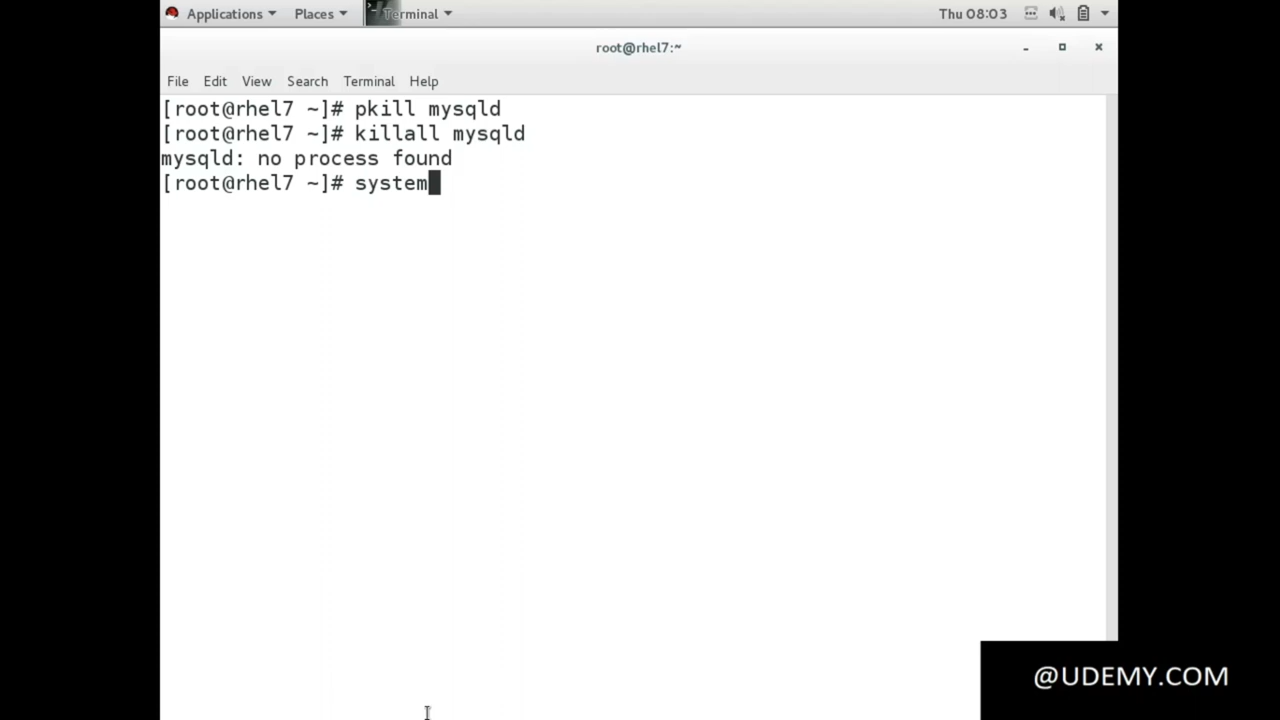 Applications Places Terminal Thu 08:03
root@rhel7:~
File Edit View Search Terminal Help
[root@rhel7 ~]# pkill mysqld
[root@rhel7 ~]# killall mysqld
mysqld: no process found
[root@rhel7 ~]# system
@UDEMY.COM